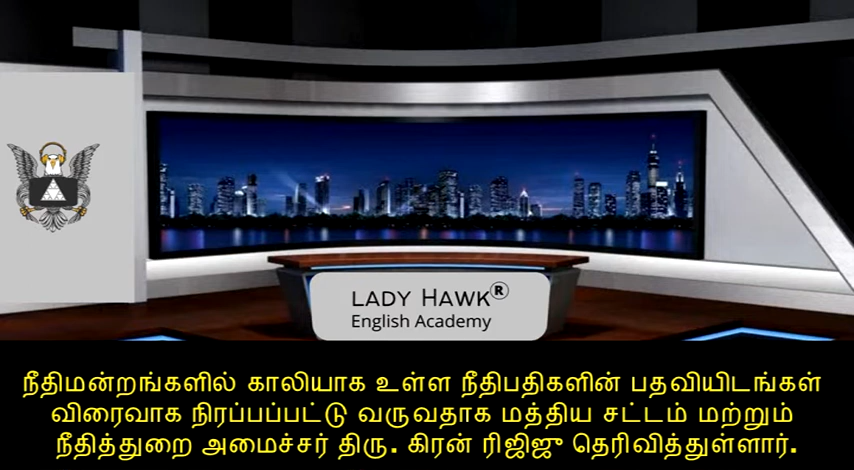 LADY HAWK®
English Academy
நீதிமன்றங்களில் காலியாக உள்ள நீதிபதிகளின் பதவியிடங்கள்
விரைவாக நிரப்பப்பட்டு வருவதாக மத்திய சட்டம் மற்றும்
நீதித்துறை அமைச்சர் திரு. கிரன் ரிஜிஜு தெரிவித்துள்ளார்.